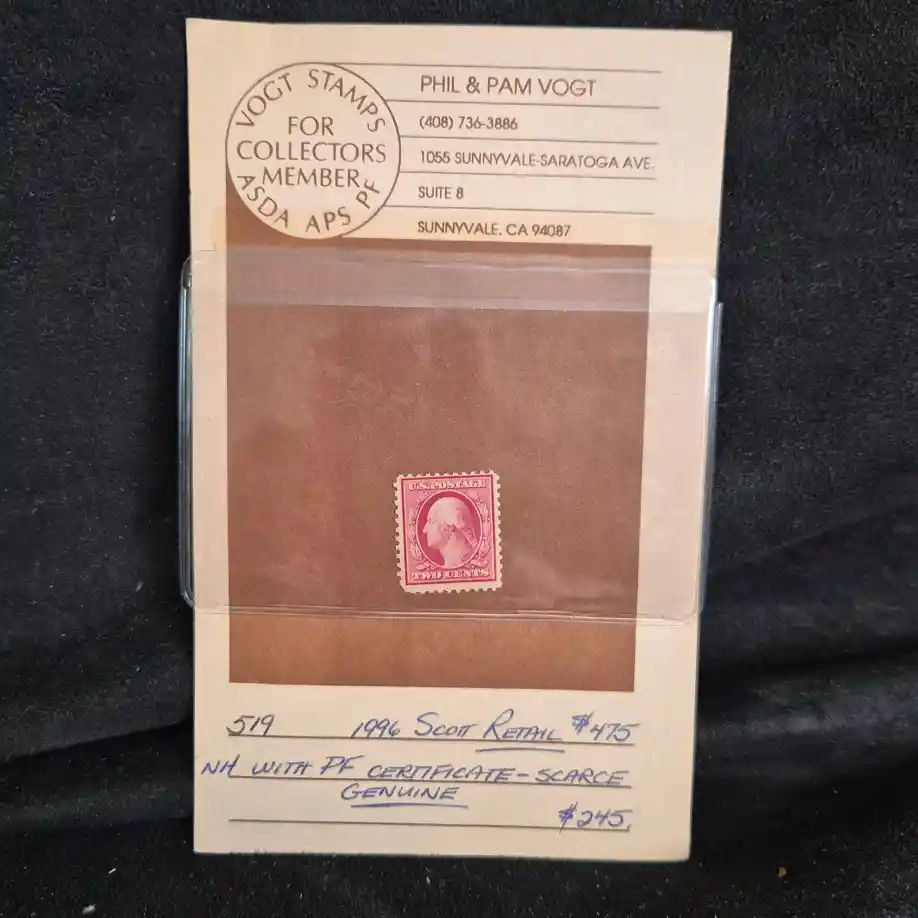 VOGT STAMPS
FOR
COLLECTORS
MEMBER
ASDA APS PF
PHIL & PAM VOGT
(408) 736-3886
1055 SUNNYVALE-SARATOGA AVE.
SUITE 8
SUNNYVALE, CA 94087
U.S. POSTAGE
TWO CENTS
519 1996 SCOTT RETAIL $475
NH WITH PF CERTIFICATE - SCARCE
GENUINE
$245.